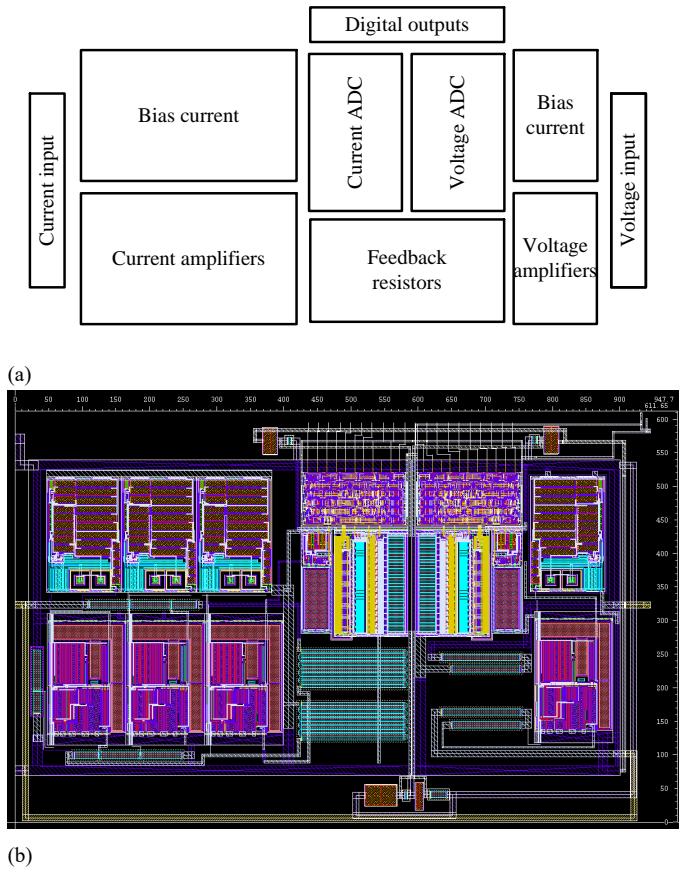 Digital outputs
Bias current
Current ADC
Voltage ADC
Bias
current
Current input
Voltage input
Current amplifiers
Feedback
resistors
Voltage
amplifiers
(a)
0 50 100 150 200 250 300 350 400 450 500 550 600 650 700 750 800 850 900 947.7
611.65
600
550
500
450
400
350
300
250
200
150
100
50
0
(b)